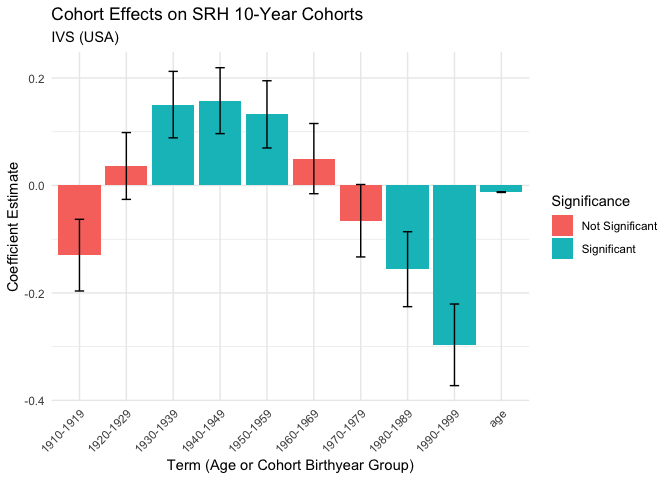 Cohort Effects on SRH 10-Year Cohorts
IVS (USA)
Coefficient Estimate
0.2
0.0
-0.2
-0.4
1910-1919
1920-1929
1930-1939
1940-1949
1950-1959
1960-1969
1970-1979
1980-1989
1990-1999
age
Term (Age or Cohort Birthyear Group)
Significance
Not Significant
Significant